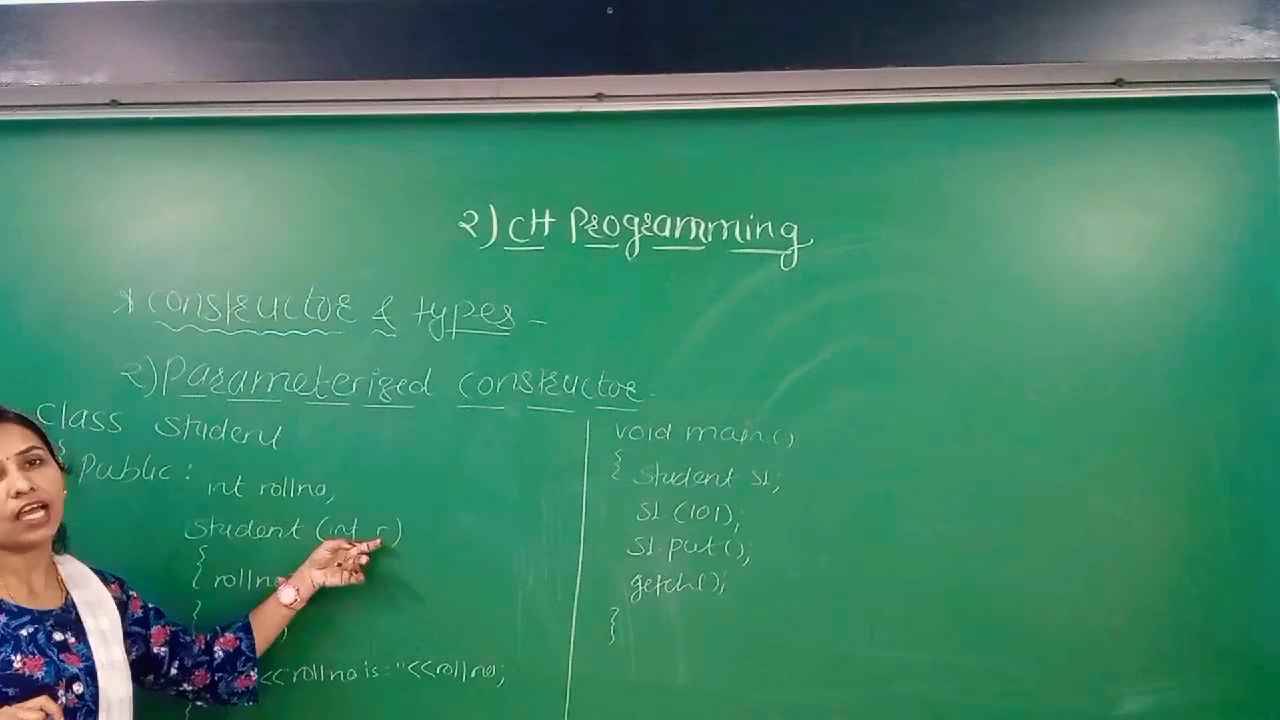 2) C++ Programming
* Constructor & types -
2) Parameterized constructor.
Class Student
{
Public :
int rollno,
Student (int r)
{
{ rollno
}
<<"rollno is="<<rollno;
}
void main()
{ Student S1;
S1 (101);
S1.put();
getch();
}